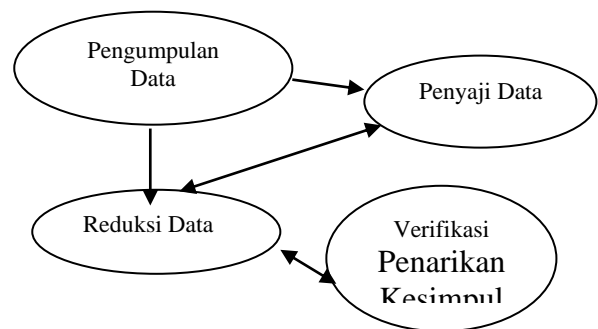 Pengumpulan
Data
Penyaji Data
Reduksi Data
Verifikasi
Penarikan
Kesimpul